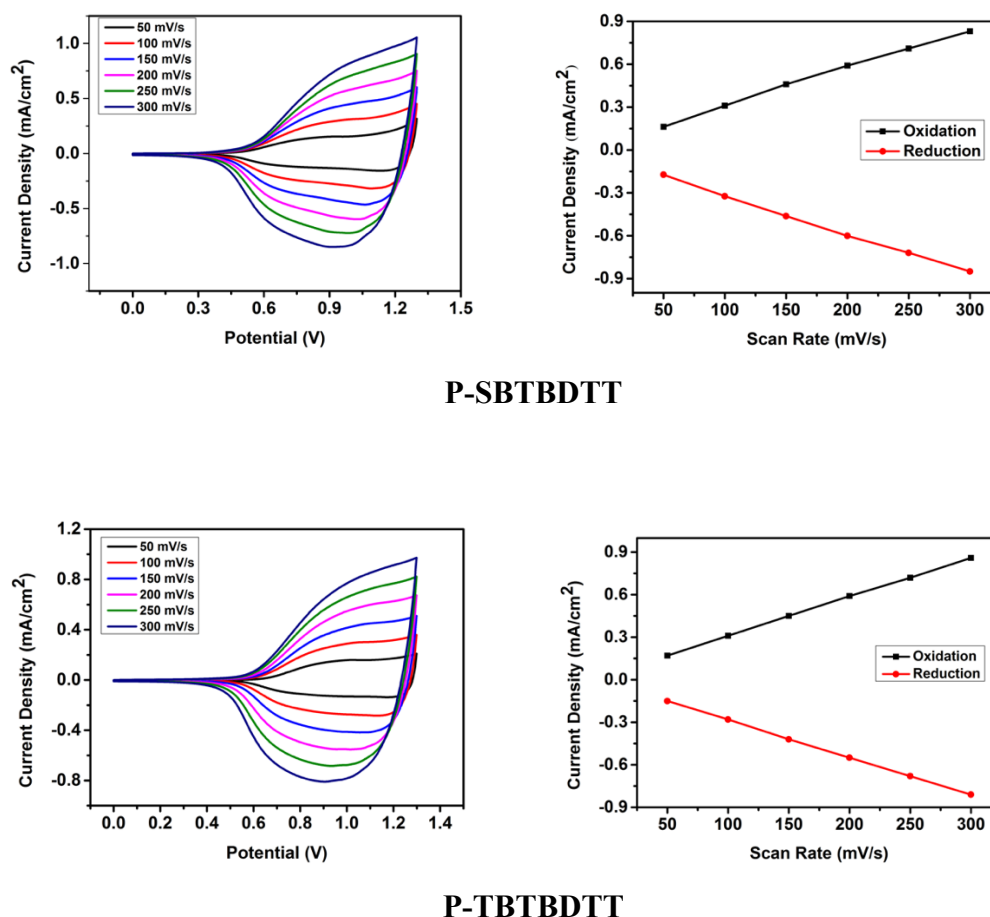 50 mV/s
100 mV/s
150 mV/s
200 mV/s
250 mV/s
300 mV/s
1.0
0.5
0.0
-0.5
-1.0
Current Density (mA/cm2)
0.0 0.3 0.6 0.9 1.2 1.5
Potential (V)
0.9
0.6
0.3
0.0
-0.3
-0.6
-0.9
Current Density (mA/cm2)
Oxidation
Reduction
50 100 150 200 250 300
Scan Rate (mV/s)
P-SBTBDTT
50 mV/s
100 mV/s
150 mV/s
200 mV/s
250 mV/s
300 mV/s
1.2
0.8
0.4
0.0
-0.4
-0.8
Current Density (mA/cm2)
0.0 0.2 0.4 0.6 0.8 1.0 1.2 1.4
Potential (V)
0.9
0.6
0.3
0.0
-0.3
-0.6
-0.9
Current Density (mA/cm2)
Oxidation
Reduction
50 100 150 200 250 300
Scan Rate (mV/s)
P-TBTBDTT